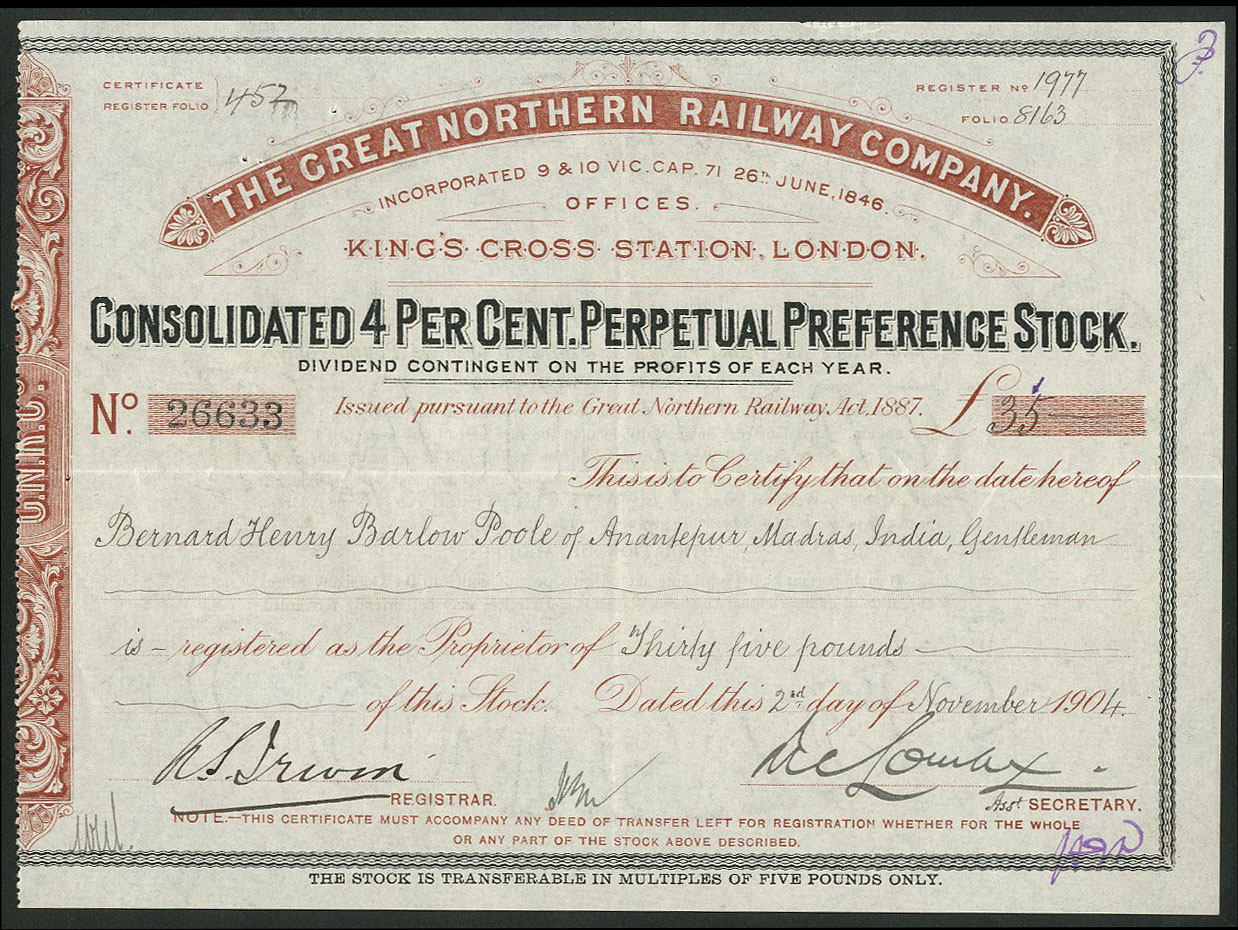 CERTIFICATE
REGISTER FOLIO 457
REGISTER Nº 1977
FOLIO 8163
THE GREAT NORTHERN RAILWAY COMPANY.
INCORPORATED 9 & 10 VIC. CAP. 71 26TH JUNE, 1846.
OFFICES.
KING'S CROSS STATION, LONDON.
CONSOLIDATED 4 PER CENT. PERPETUAL PREFERENCE STOCK.
DIVIDEND CONTINGENT ON THE PROFITS OF EACH YEAR.
Nº. 26633 Issued pursuant to the Great Northern Railway Act, 1887. £35
This is to Certify that on the date hereof
Bernard Henry Barlow Poole of Anantepur, Madras, India, Gentleman
is – registered as the Proprietor of Thirty five pounds
of this Stock. Dated this 2nd day of November 1904.
R S. Irwin
REGISTRAR.
Lomax
Asst SECRETARY.
NOTE.—THIS CERTIFICATE MUST ACCOMPANY ANY DEED OF TRANSFER LEFT FOR REGISTRATION WHETHER FOR THE WHOLE
OR ANY PART OF THE STOCK ABOVE DESCRIBED.
THE STOCK IS TRANSFERABLE IN MULTIPLES OF FIVE POUNDS ONLY.